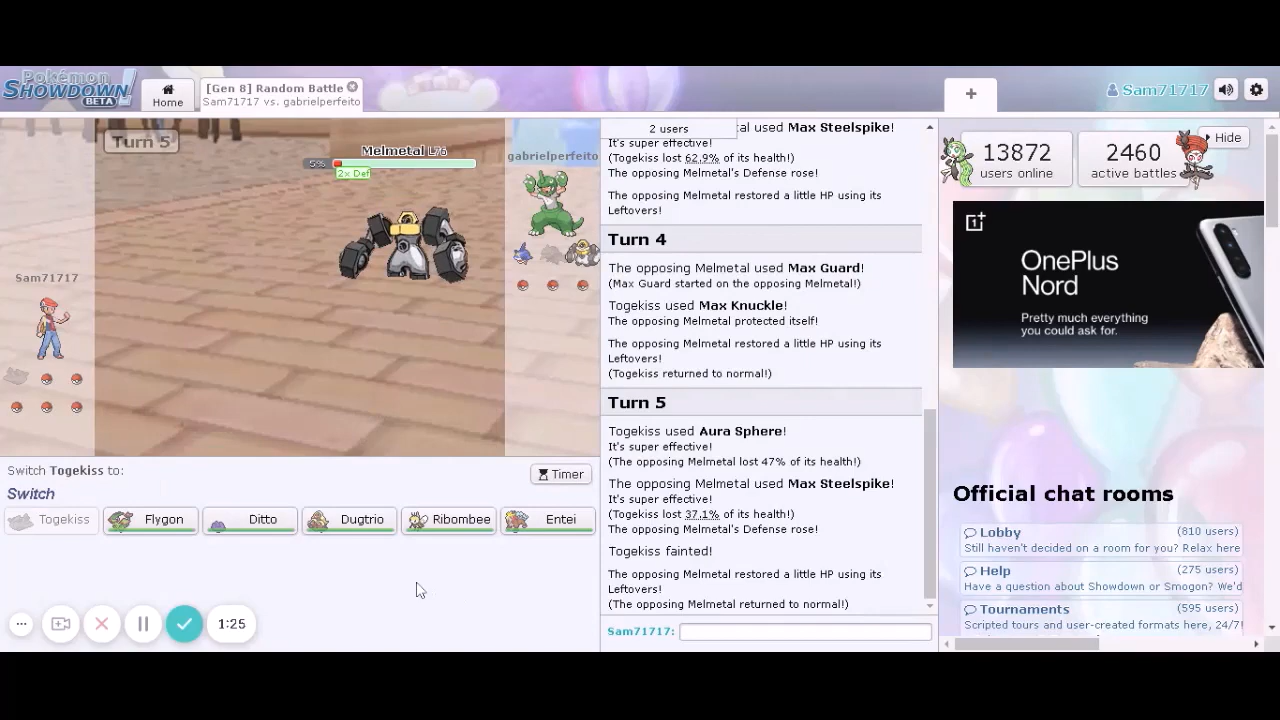 Pokémon
SHOWDOWN!
BETA
Home
[Gen 8] Random Battle
Sam71717 vs. gabrielperfeito
+
Sam71717
Turn 5
Melmetal L76
5%
2x Def
Sam71717
gabrielperfeito
2 users
al used Max Steelspike!
It's super effective!
(Togekiss lost 62.9% of its health!)
The opposing Melmetal's Defense rose!
The opposing Melmetal restored a little HP using its
Leftovers!
Turn 4
The opposing Melmetal used Max Guard!
(Max Guard started on the opposing Melmetal!)
Togekiss used Max Knuckle!
The opposing Melmetal protected itself!
The opposing Melmetal restored a little HP using its
Leftovers!
(Togekiss returned to normal!)
Turn 5
Togekiss used Aura Sphere!
It's super effective!
(The opposing Melmetal lost 47% of its health!)
The opposing Melmetal used Max Steelspike!
It's super effective!
(Togekiss lost 37.1% of its health!)
The opposing Melmetal's Defense rose!
Togekiss fainted!
The opposing Melmetal restored a little HP using its
Leftovers!
(The opposing Melmetal returned to normal!)
Sam71717:
Switch Togekiss to:
Timer
Switch
Togekiss
Flygon
Ditto
Dugtrio
Ribombee
Entei
1:25
13872
users online
2460
active battles
Hide
OnePlus
Nord
Pretty much everything
you could ask for.
Official chat rooms
Lobby
(810 users)
Still haven't decided on a room for you? Relax here
Help
(275 users)
Have a question about Showdown or Smogon? We'd
Tournaments
(595 users)
Scripted tours and user-created formats here, 24/7!